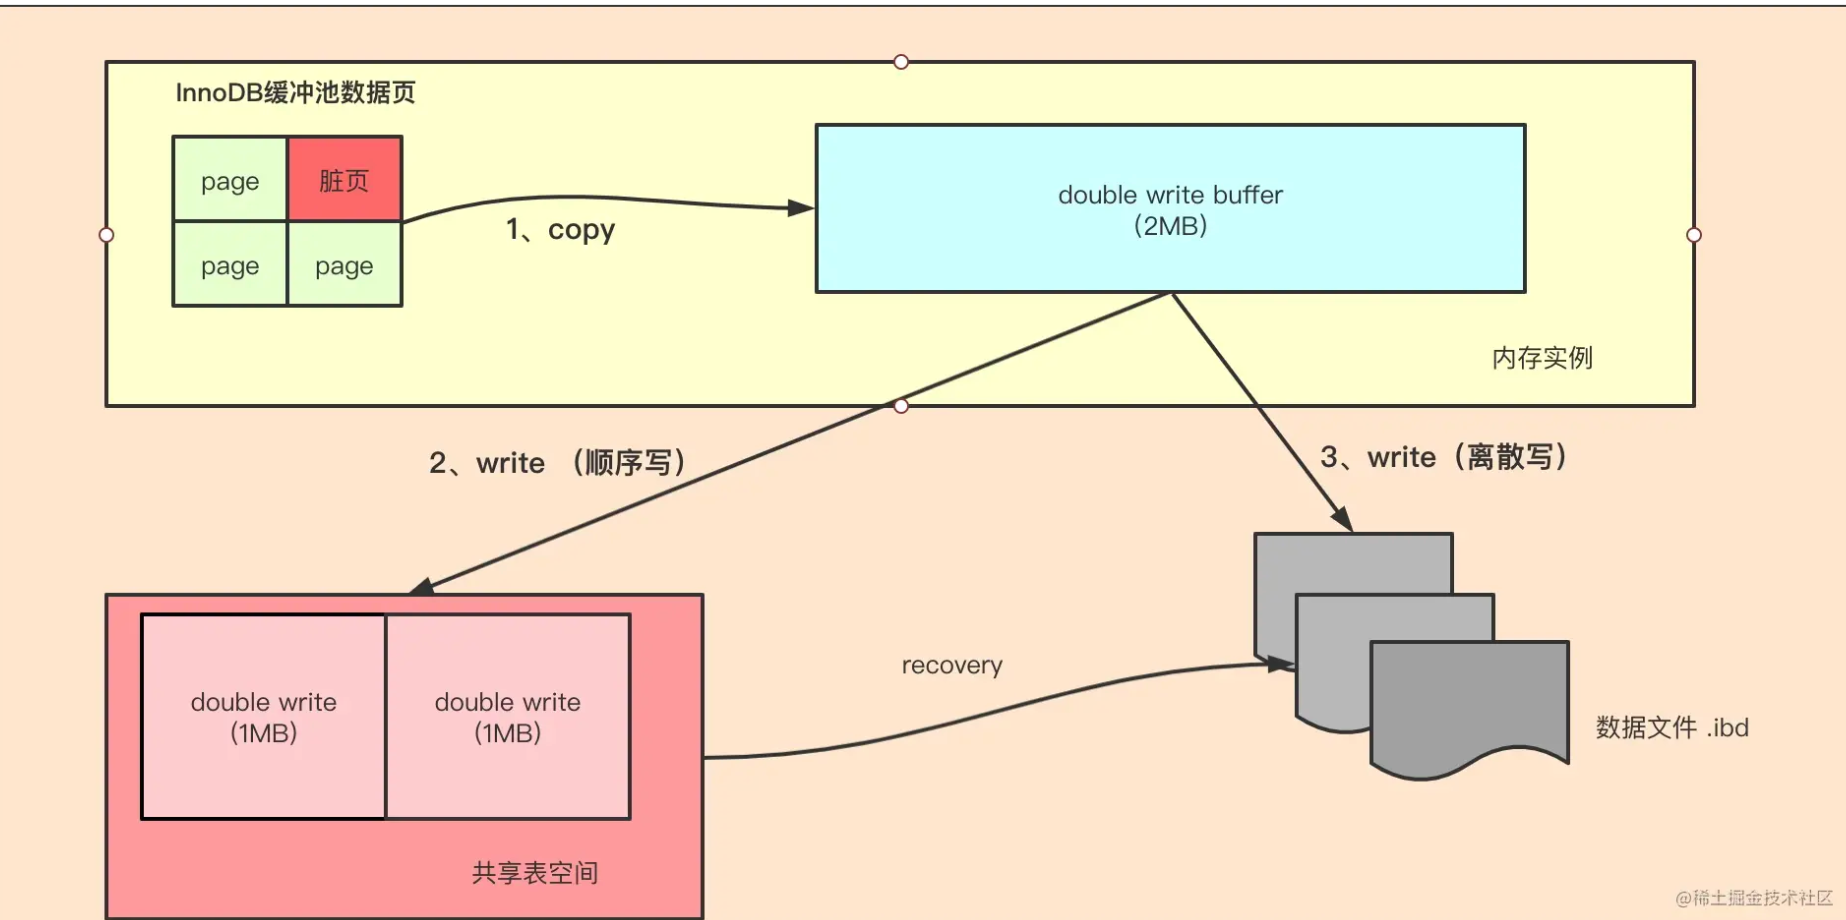 InnoDB缓冲池数据页
page
脏页
page
page
1、copy
double write buffer
（2MB）
内存实例
2、write （顺序写）
3、write（离散写）
double write
（1MB）
double write
（1MB）
共享表空间
recovery
数据文件 .ibd
@稀土掘金技术社区